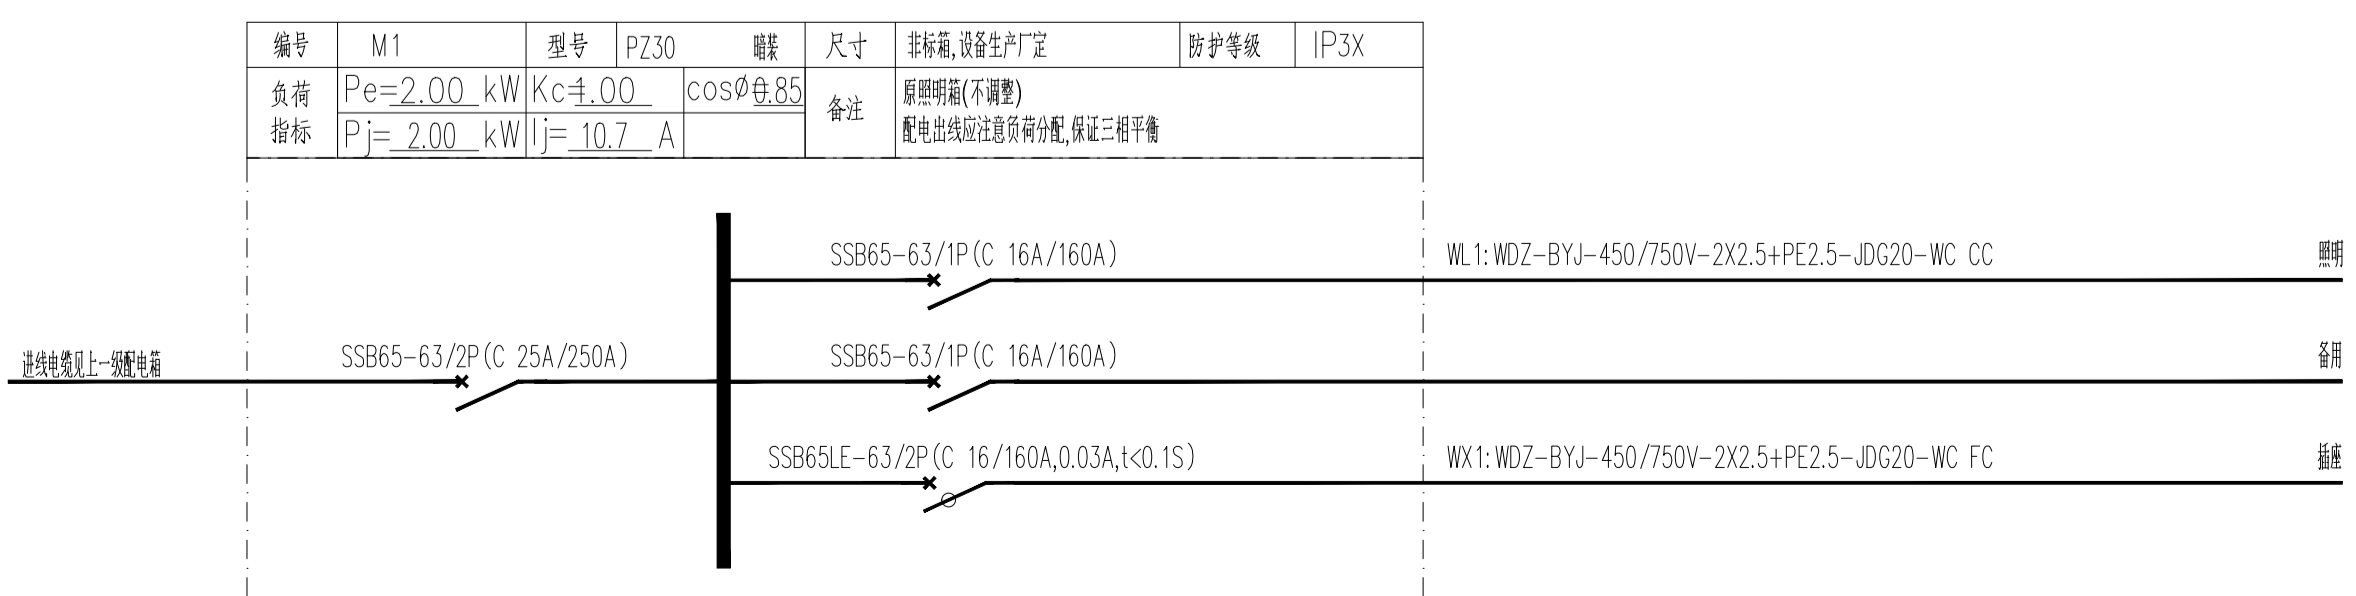 编号 M1 型号 PZ30 暗装 尺寸 非标箱,设备生产厂定 防护等级 IP3X
负荷指标 Pe=2.00 kW Kc=1.00 cosØ=0.85 备注 原照明箱(不调整)
Pj= 2.00 kW Ij= 10.7 A 配电出线应注意负荷分配,保证三相平衡
SSB65-63/1P(C 16A/160A) WL1:WDZ-BYJ-450/750V-2X2.5+PE2.5-JDG20-WC CC 照明
进线电缆见上一级配电箱 SSB65-63/2P(C 25A/250A) SSB65-63/1P(C 16A/160A) 备用
SSB65LE-63/2P(C 16/160A,0.03A,t<0.1S) WX1:WDZ-BYJ-450/750V-2X2.5+PE2.5-JDG20-WC FC 插座